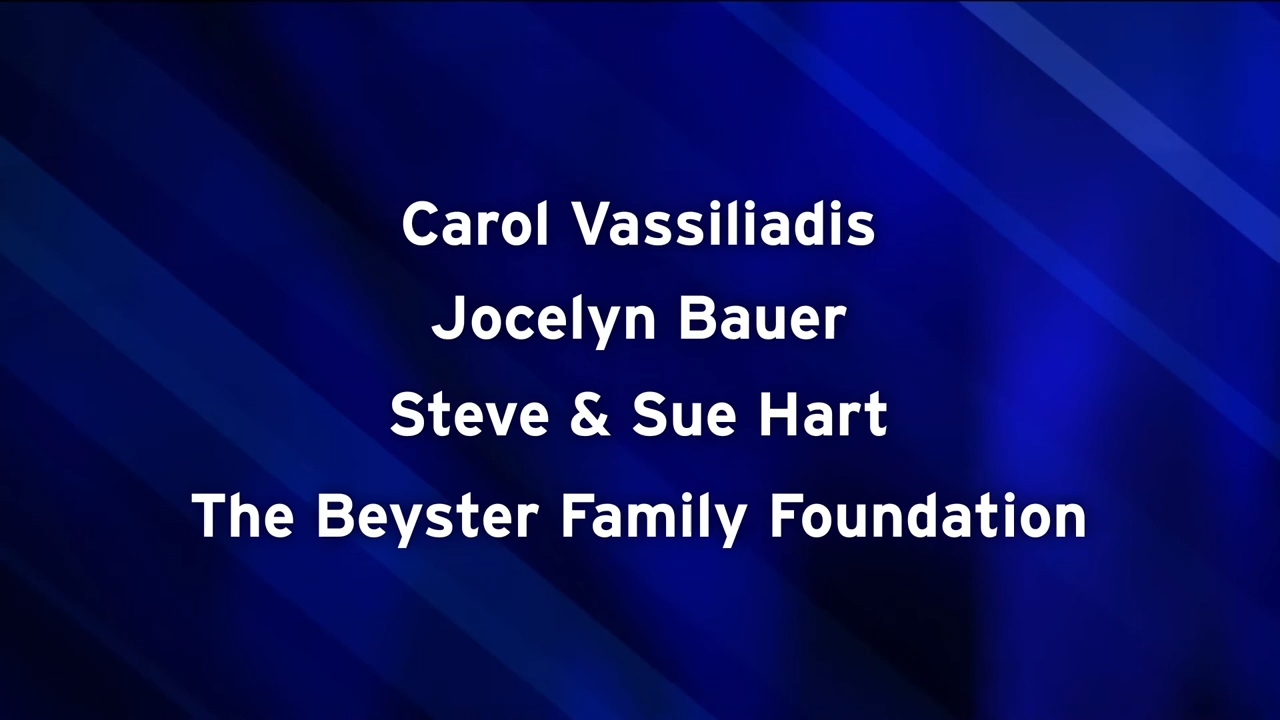 Carol Vassiliadis
Jocelyn Bauer
Steve & Sue Hart
The Beyster Family Foundation